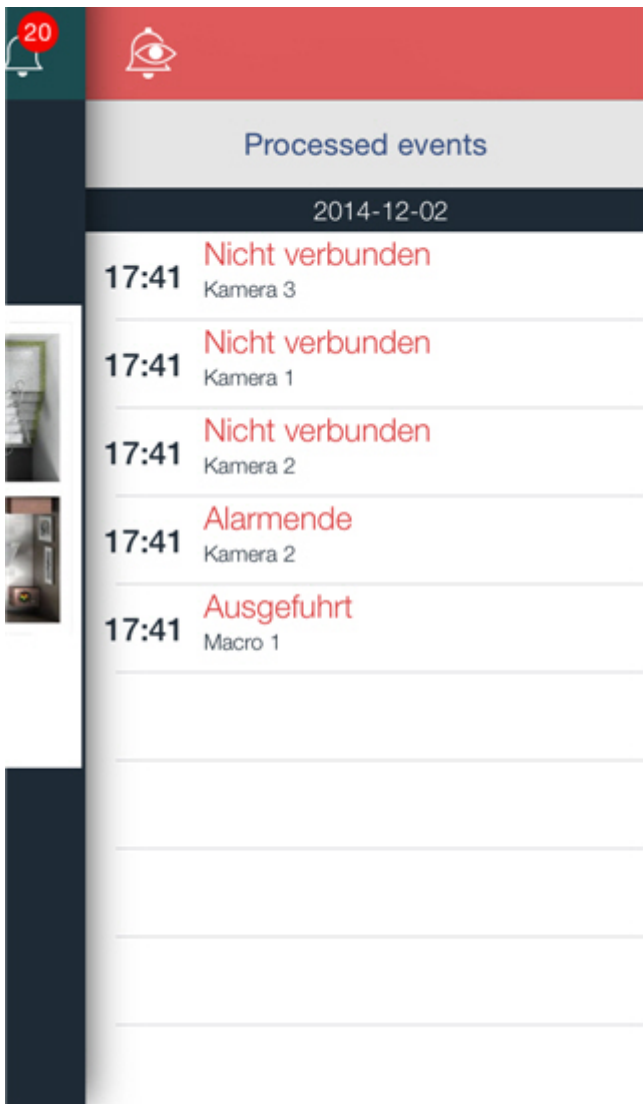 20
Processed events
2014-12-02
Nicht verbunden
17:41
Kamera 3
Nicht verbunden
17:41
Kamera 1
Nicht verbunden
17:41
Kamera 2
Alarmende
17:41
Kamera 2
Ausgefuhrt
17:41
Macro 1